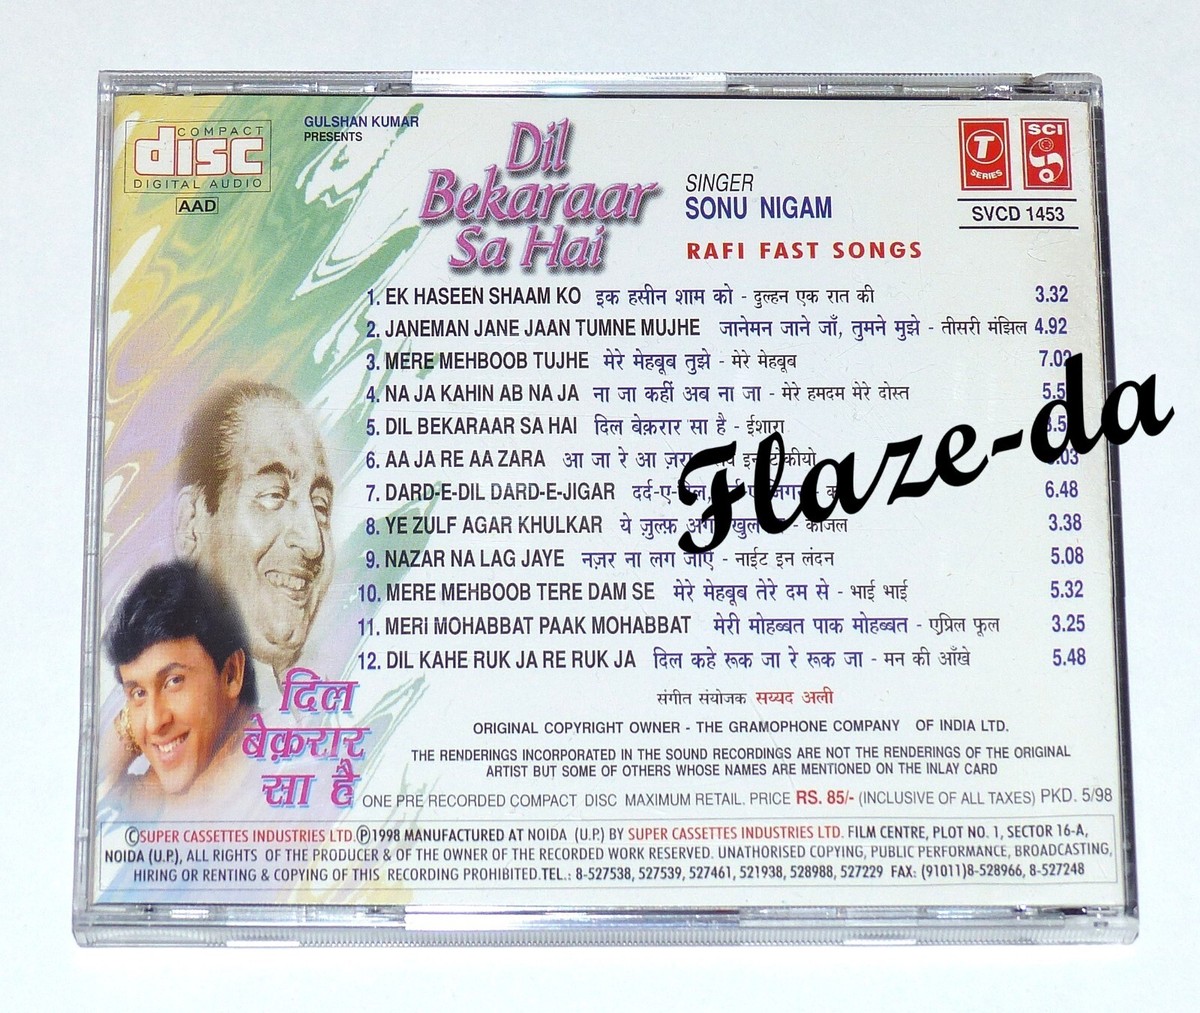 COMPACT
disc
DIGITAL AUDIO
AAD
GULSHAN KUMAR
PRESENTS
Dil
Bekaraar
Sa Hai
SINGER
SONU NIGAM
RAFI FAST SONGS
T
SERIES
SCI
SVCD 1453
1. EK HASEEN SHAAM KO इक हसीन शाम को - दुल्हन एक रात की 3.32
2. JANEMAN JANE JAAN TUMNE MUJHE जानेमन जाने जाँ, तुमने मुझे - तीसरी मंझिल 4.92
3. MERE MEHBOOB TUJHE मेरे मेहबूब तुझे - मेरे मेहबूब
4. NA JA KAHIN AB NA JA ना जा कहीं अब ना जा - मेरे हमदम मेरे दोस्त
5. DIL BEKARAAR SA HAI दिल बेक़रार सा है - ईशारा
6. AA JA RE AA ZARA आ जा रे आ ज़रा
7. DARD-E-DIL DARD-E-JIGAR 6.48
8. YE ZULF AGAR KHULKAR ये ज़ुल्फ़ - काजल 3.38
9. NAZAR NA LAG JAYE नज़र ना लग जाए - नाईट इन लंदन 5.08
10. MERE MEHBOOB TERE DAM SE मेरे मेहबूब तेरे दम से - भाई भाई 5.32
11. MERI MOHABBAT PAAK MOHABBAT मेरी मोहब्बत पाक मोहब्बत - एप्रिल फूल 3.25
12. DIL KAHE RUK JA RE RUK JA दिल कहे रूक जा रे रूक जा - मन की आँखे 5.48
Flaze-da
संगीत संयोजक सय्यद अली
दिल
बेक़रार
सा है
ORIGINAL COPYRIGHT OWNER - THE GRAMOPHONE COMPANY OF INDIA LTD.
THE RENDERINGS INCORPORATED IN THE SOUND RECORDINGS ARE NOT THE RENDERINGS OF THE ORIGINAL
ARTIST BUT SOME OF OTHERS WHOSE NAMES ARE MENTIONED ON THE INLAY CARD
ONE PRE RECORDED COMPACT DISC MAXIMUM RETAIL. PRICE RS. 85/- (INCLUSIVE OF ALL TAXES) PKD. 5/98
©SUPER CASSETTES INDUSTRIES LTD.Ⓟ1998 MANUFACTURED AT NOIDA (U.P.) BY SUPER CASSETTES INDUSTRIES LTD. FILM CENTRE, PLOT NO. 1, SECTOR 16-A,
NOIDA (U.P.), ALL RIGHTS OF THE PRODUCER & OF THE OWNER OF THE RECORDED WORK RESERVED. UNATHORISED COPYING, PUBLIC PERFORMANCE, BROADCASTING,
HIRING OR RENTING & COPYING OF THIS RECORDING PROHIBITED.TEL.: 8-527538, 527539, 527461, 521938, 528988, 527229 FAX: (91011)8-528966, 8-527248